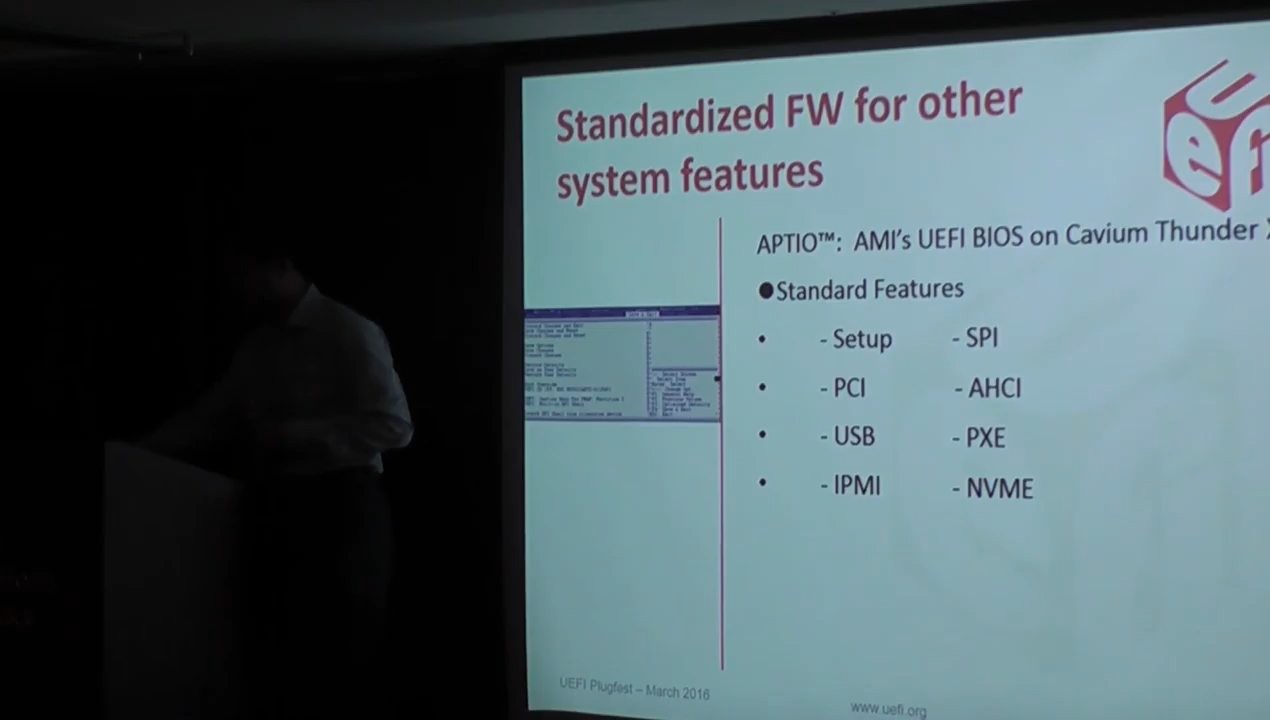 Standardized FW for other
system features
UEFI
APTIO™: AMI's UEFI BIOS on Cavium Thunder
●Standard Features
• - Setup - SPI
• - PCI - AHCI
• - USB - PXE
• - IPMI - NVME
UEFI Plugfest – March 2016
www.uefi.org